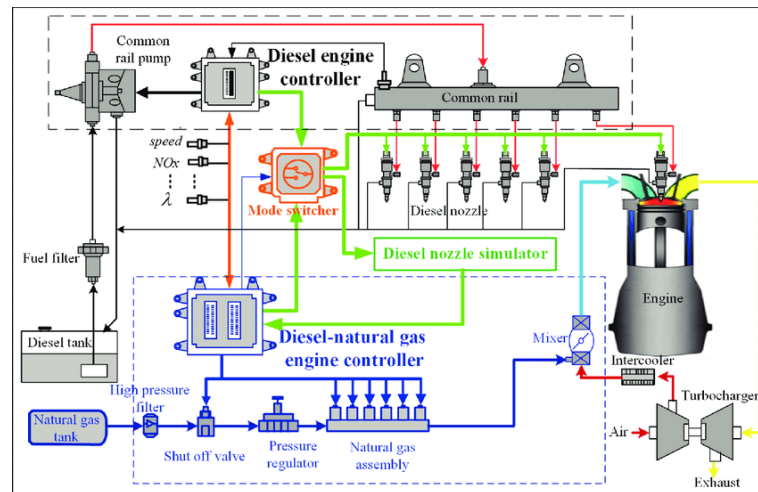 Common
rail pump
Diesel engine
controller
Common rail
speed
NOx
λ
Mode switcher
Diesel nozzle
Fuel filter
Diesel nozzle simulator
Diesel tank
Diesel-natural gas
engine controller
Engine
Mixer
Intercooler
High pressure
filter
Turbocharger
Natural gas
tank
Shut off valve
Pressure
regulator
Natural gas
assembly
Air
Exhaust